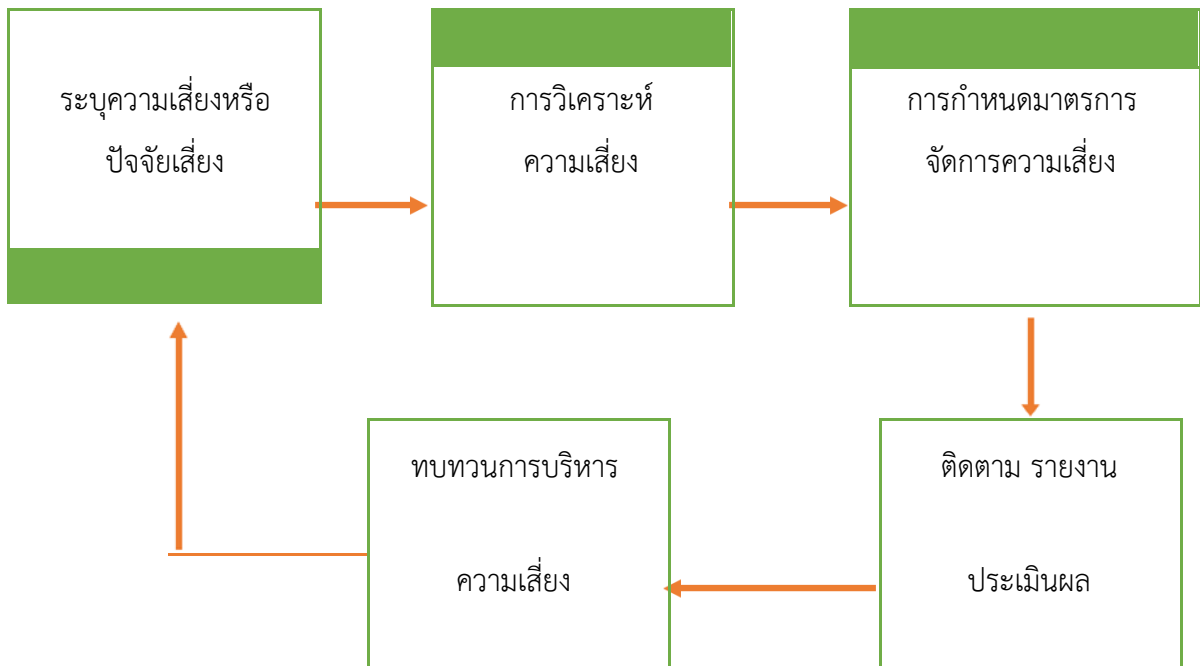 ระบุความเสี่ยงหรือ
ปัจจัยเสี่ยง
การวิเคราะห์
ความเสี่ยง
การกำหนดมาตรการ
จัดการความเสี่ยง
ติดตาม รายงาน
ประเมินผล
ทบทวนการบริหาร
ความเสี่ยง